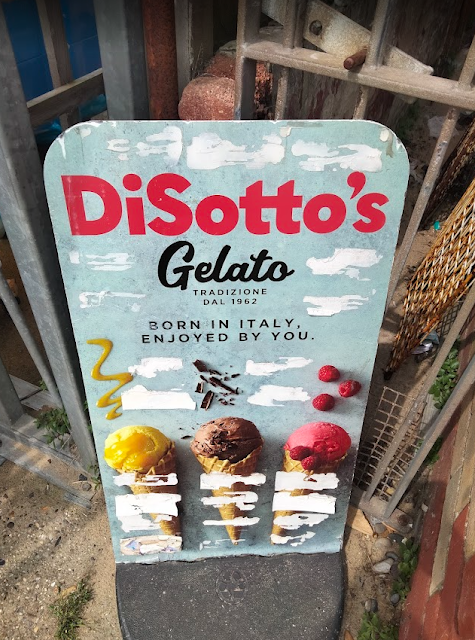 DiSotto's
Gelato
TRADIZIONE
DAL 1962
BORN IN ITALY,
ENJOYED BY YOU.